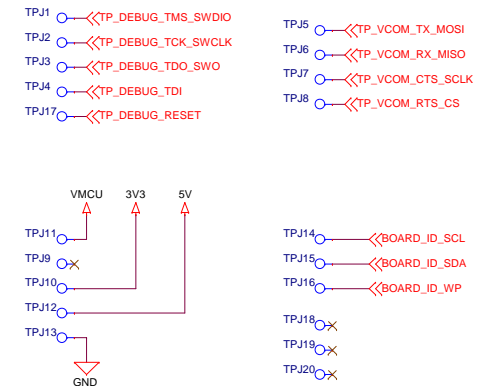 TPJ1 TP_DEBUG_TMS_SWDIO
TPJ2 TP_DEBUG_TCK_SWCLK
TPJ3 TP_DEBUG_TDO_SWO
TPJ4 TP_DEBUG_TDI
TPJ17 TP_DEBUG_RESET
TPJ5 TP_VCOM_TX_MOSI
TPJ6 TP_VCOM_RX_MISO
TPJ7 TP_VCOM_CTS_SCLK
TPJ8 TP_VCOM_RTS_CS
VMCU 3V3 5V
TPJ11
TPJ9
TPJ10
TPJ12
TPJ13
GND
TPJ14 BOARD_ID_SCL
TPJ15 BOARD_ID_SDA
TPJ16 BOARD_ID_WP
TPJ18
TPJ19
TPJ20